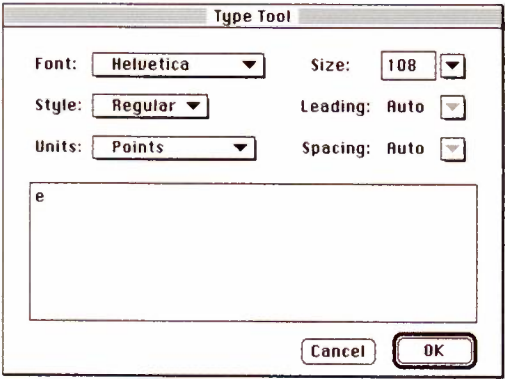 Type Tool
Font: Helvetica Size: 108
Style: Regular Leading: Auto
Units: Points Spacing: Auto
e
Cancel OK